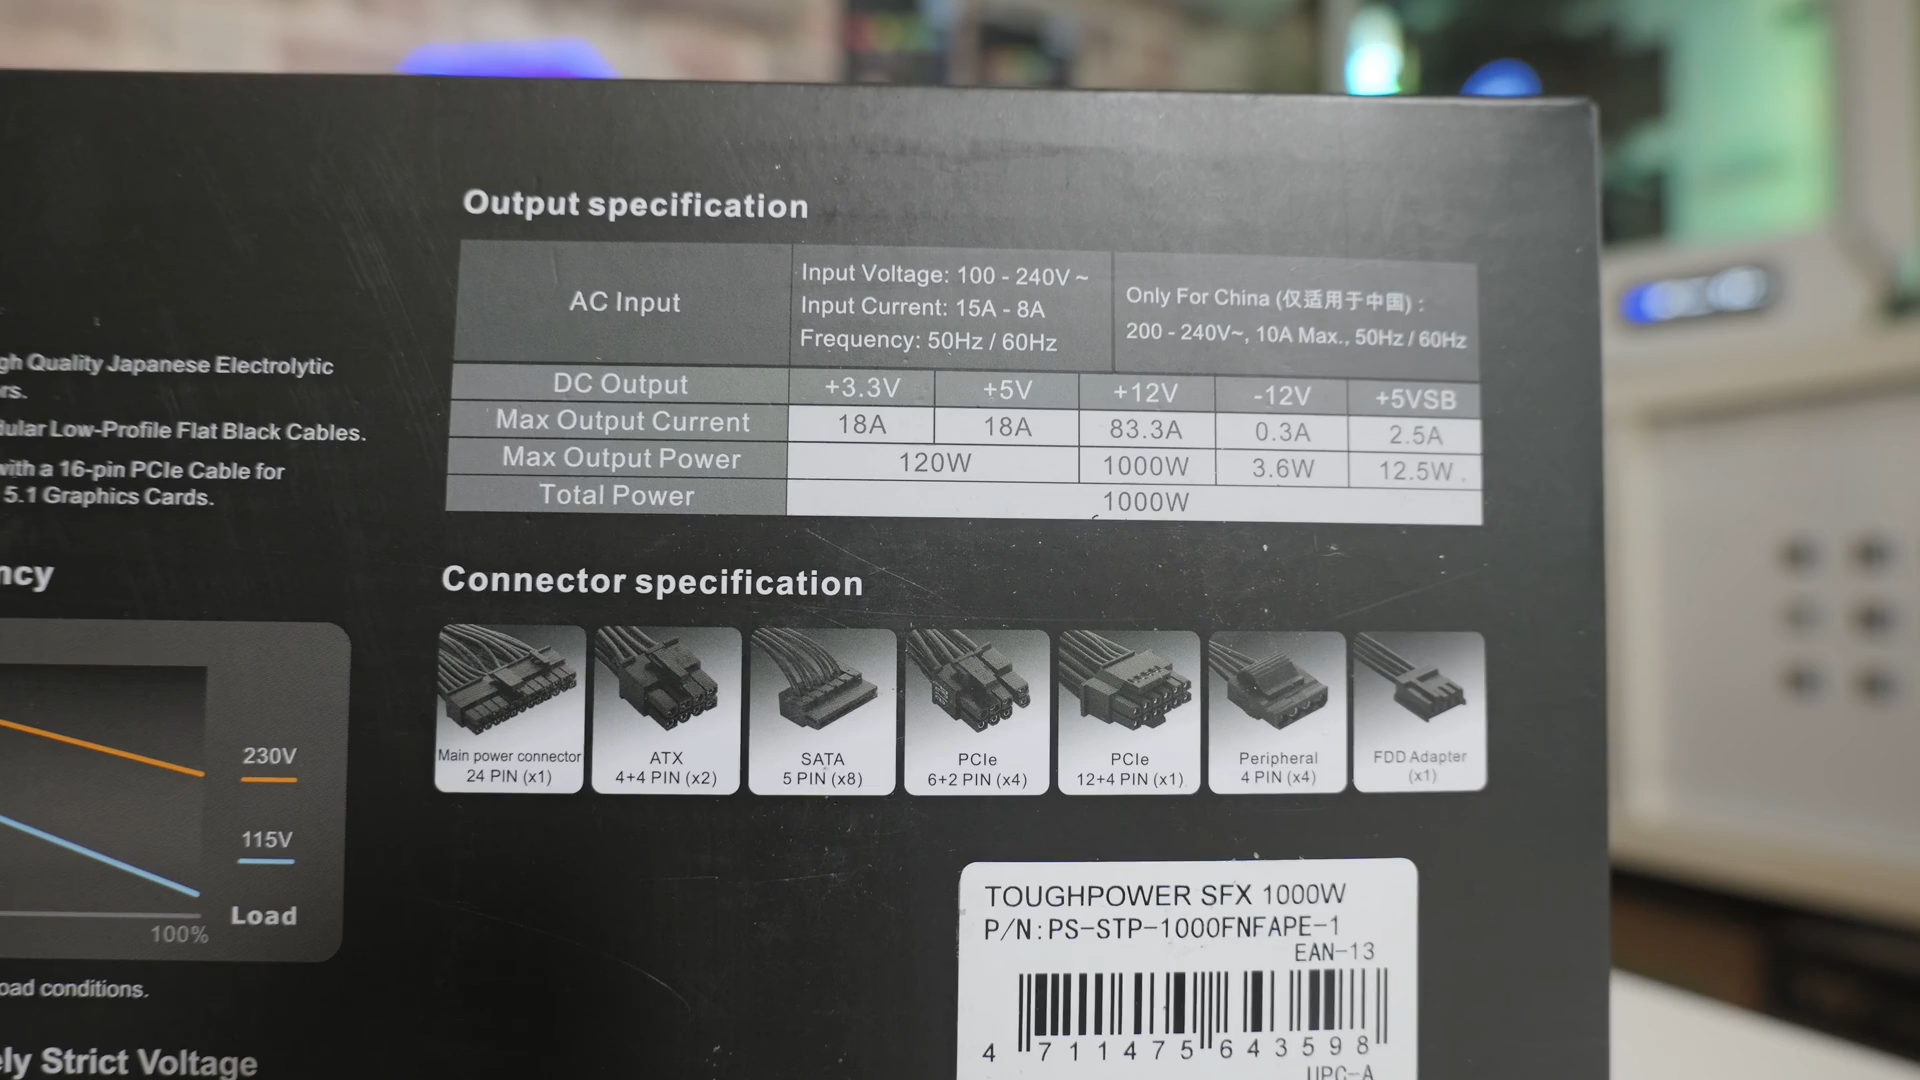 Output specification
AC Input
Input Voltage: 100 - 240V ~
Input Current: 15A - 8A
Frequency: 50Hz / 60Hz
Only For China (仅适用于中国) :
200 - 240V~, 10A Max., 50Hz / 60Hz
DC Output +3.3V +5V +12V -12V +5VSB
Max Output Current 18A 18A 83.3A 0.3A 2.5A
Max Output Power 120W 1000W 3.6W 12.5W
Total Power 1000W
gh Quality Japanese Electrolytic
rs.
dular Low-Profile Flat Black Cables.
with a 16-pin PCIe Cable for
5.1 Graphics Cards.
ncy
230V
115V
Load
100%
oad conditions.
ely Strict Voltage
Connector specification
Main power connector
24 PIN (x1)
ATX
4+4 PIN (x2)
SATA
5 PIN (x8)
PCIe
6+2 PIN (x4)
PCIe
12+4 PIN (x1)
Peripheral
4 PIN (x4)
FDD Adapter
(x1)
TOUGHPOWER SFX 1000W
P/N:PS-STP-1000FNFAPE-1
EAN-13
4 711475 643598
UPC-A